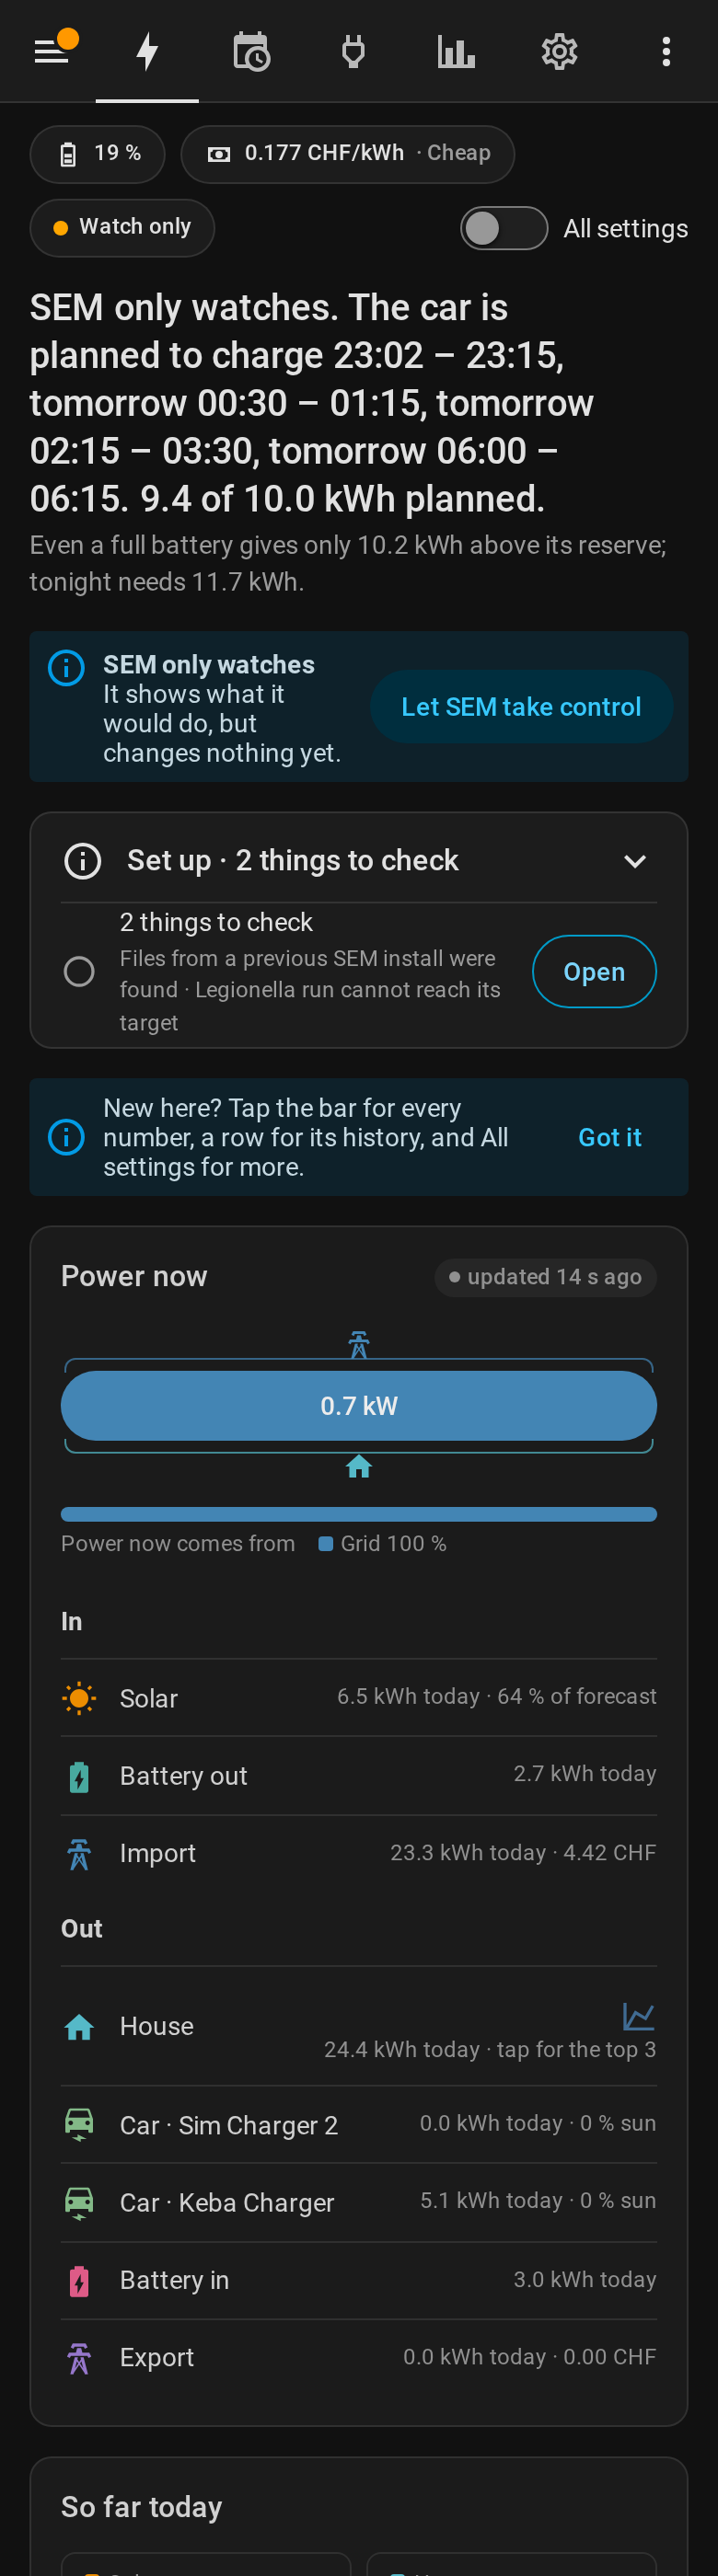 19 %
0.177 CHF/kWh · Cheap
Watch only
All settings
SEM only watches. The car is
planned to charge 23:02 – 23:15,
tomorrow 00:30 – 01:15, tomorrow
02:15 – 03:30, tomorrow 06:00 –
06:15. 9.4 of 10.0 kWh planned.
Even a full battery gives only 10.2 kWh above its reserve;
tonight needs 11.7 kWh.
SEM only watches
It shows what it
would do, but
changes nothing yet.
Let SEM take control
Set up · 2 things to check
2 things to check
Files from a previous SEM install were
found · Legionella run cannot reach its
target
Open
New here? Tap the bar for every
number, a row for its history, and All
settings for more.
Got it
Power now
updated 14 s ago
0.7 kW
Power now comes from
Grid 100 %
In
Solar
6.5 kWh today · 64 % of forecast
Battery out
2.7 kWh today
Import
23.3 kWh today · 4.42 CHF
Out
House
24.4 kWh today · tap for the top 3
Car · Sim Charger 2
0.0 kWh today · 0 % sun
Car · Keba Charger
5.1 kWh today · 0 % sun
Battery in
3.0 kWh today
Export
0.0 kWh today · 0.00 CHF
So far today